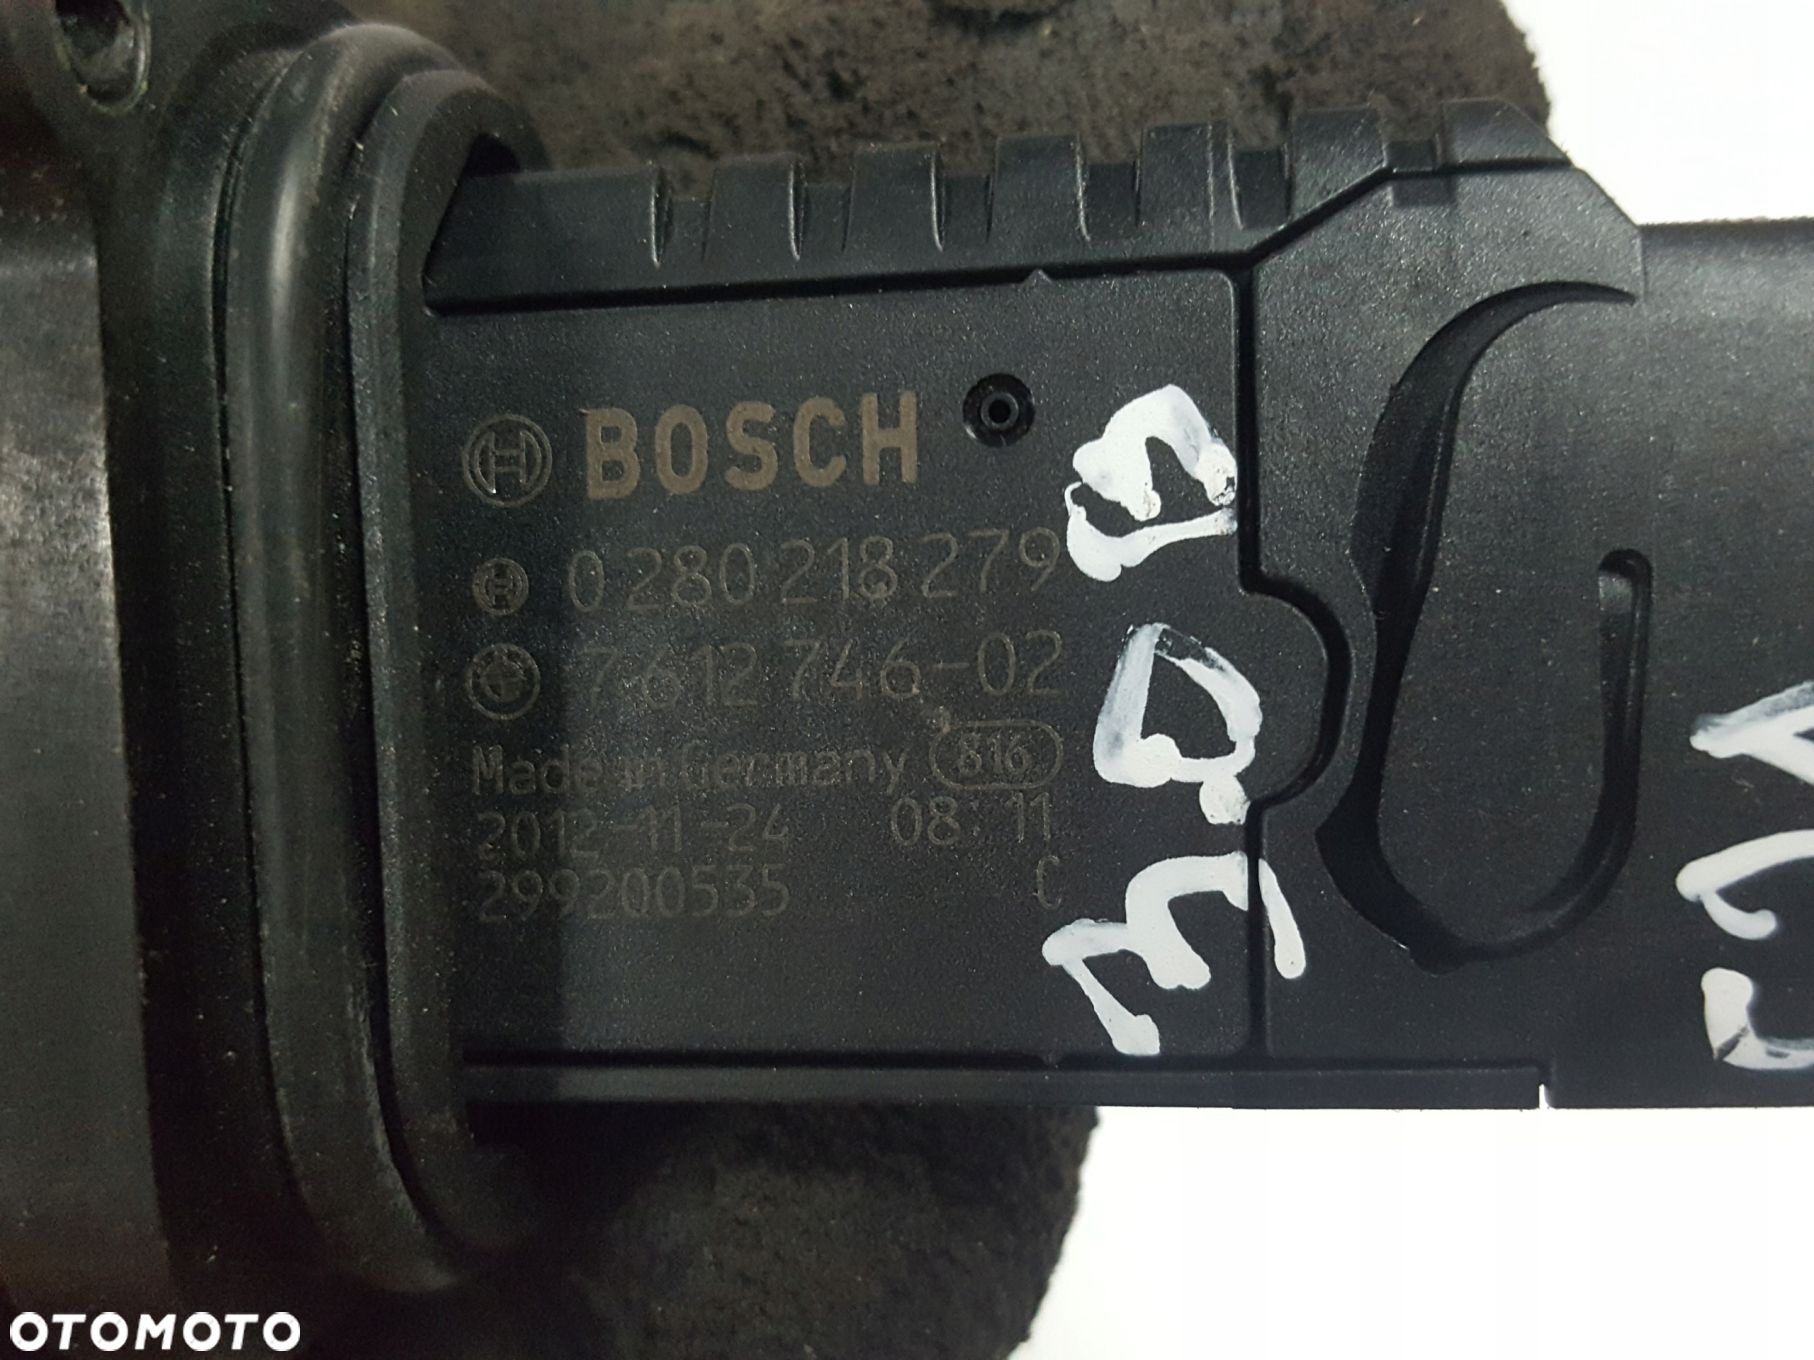 BOSCH
0 280 218 279
7 612 746-02
Made in Germany 816
2012-11-24 08:11
299200535 C
OTOMOTO